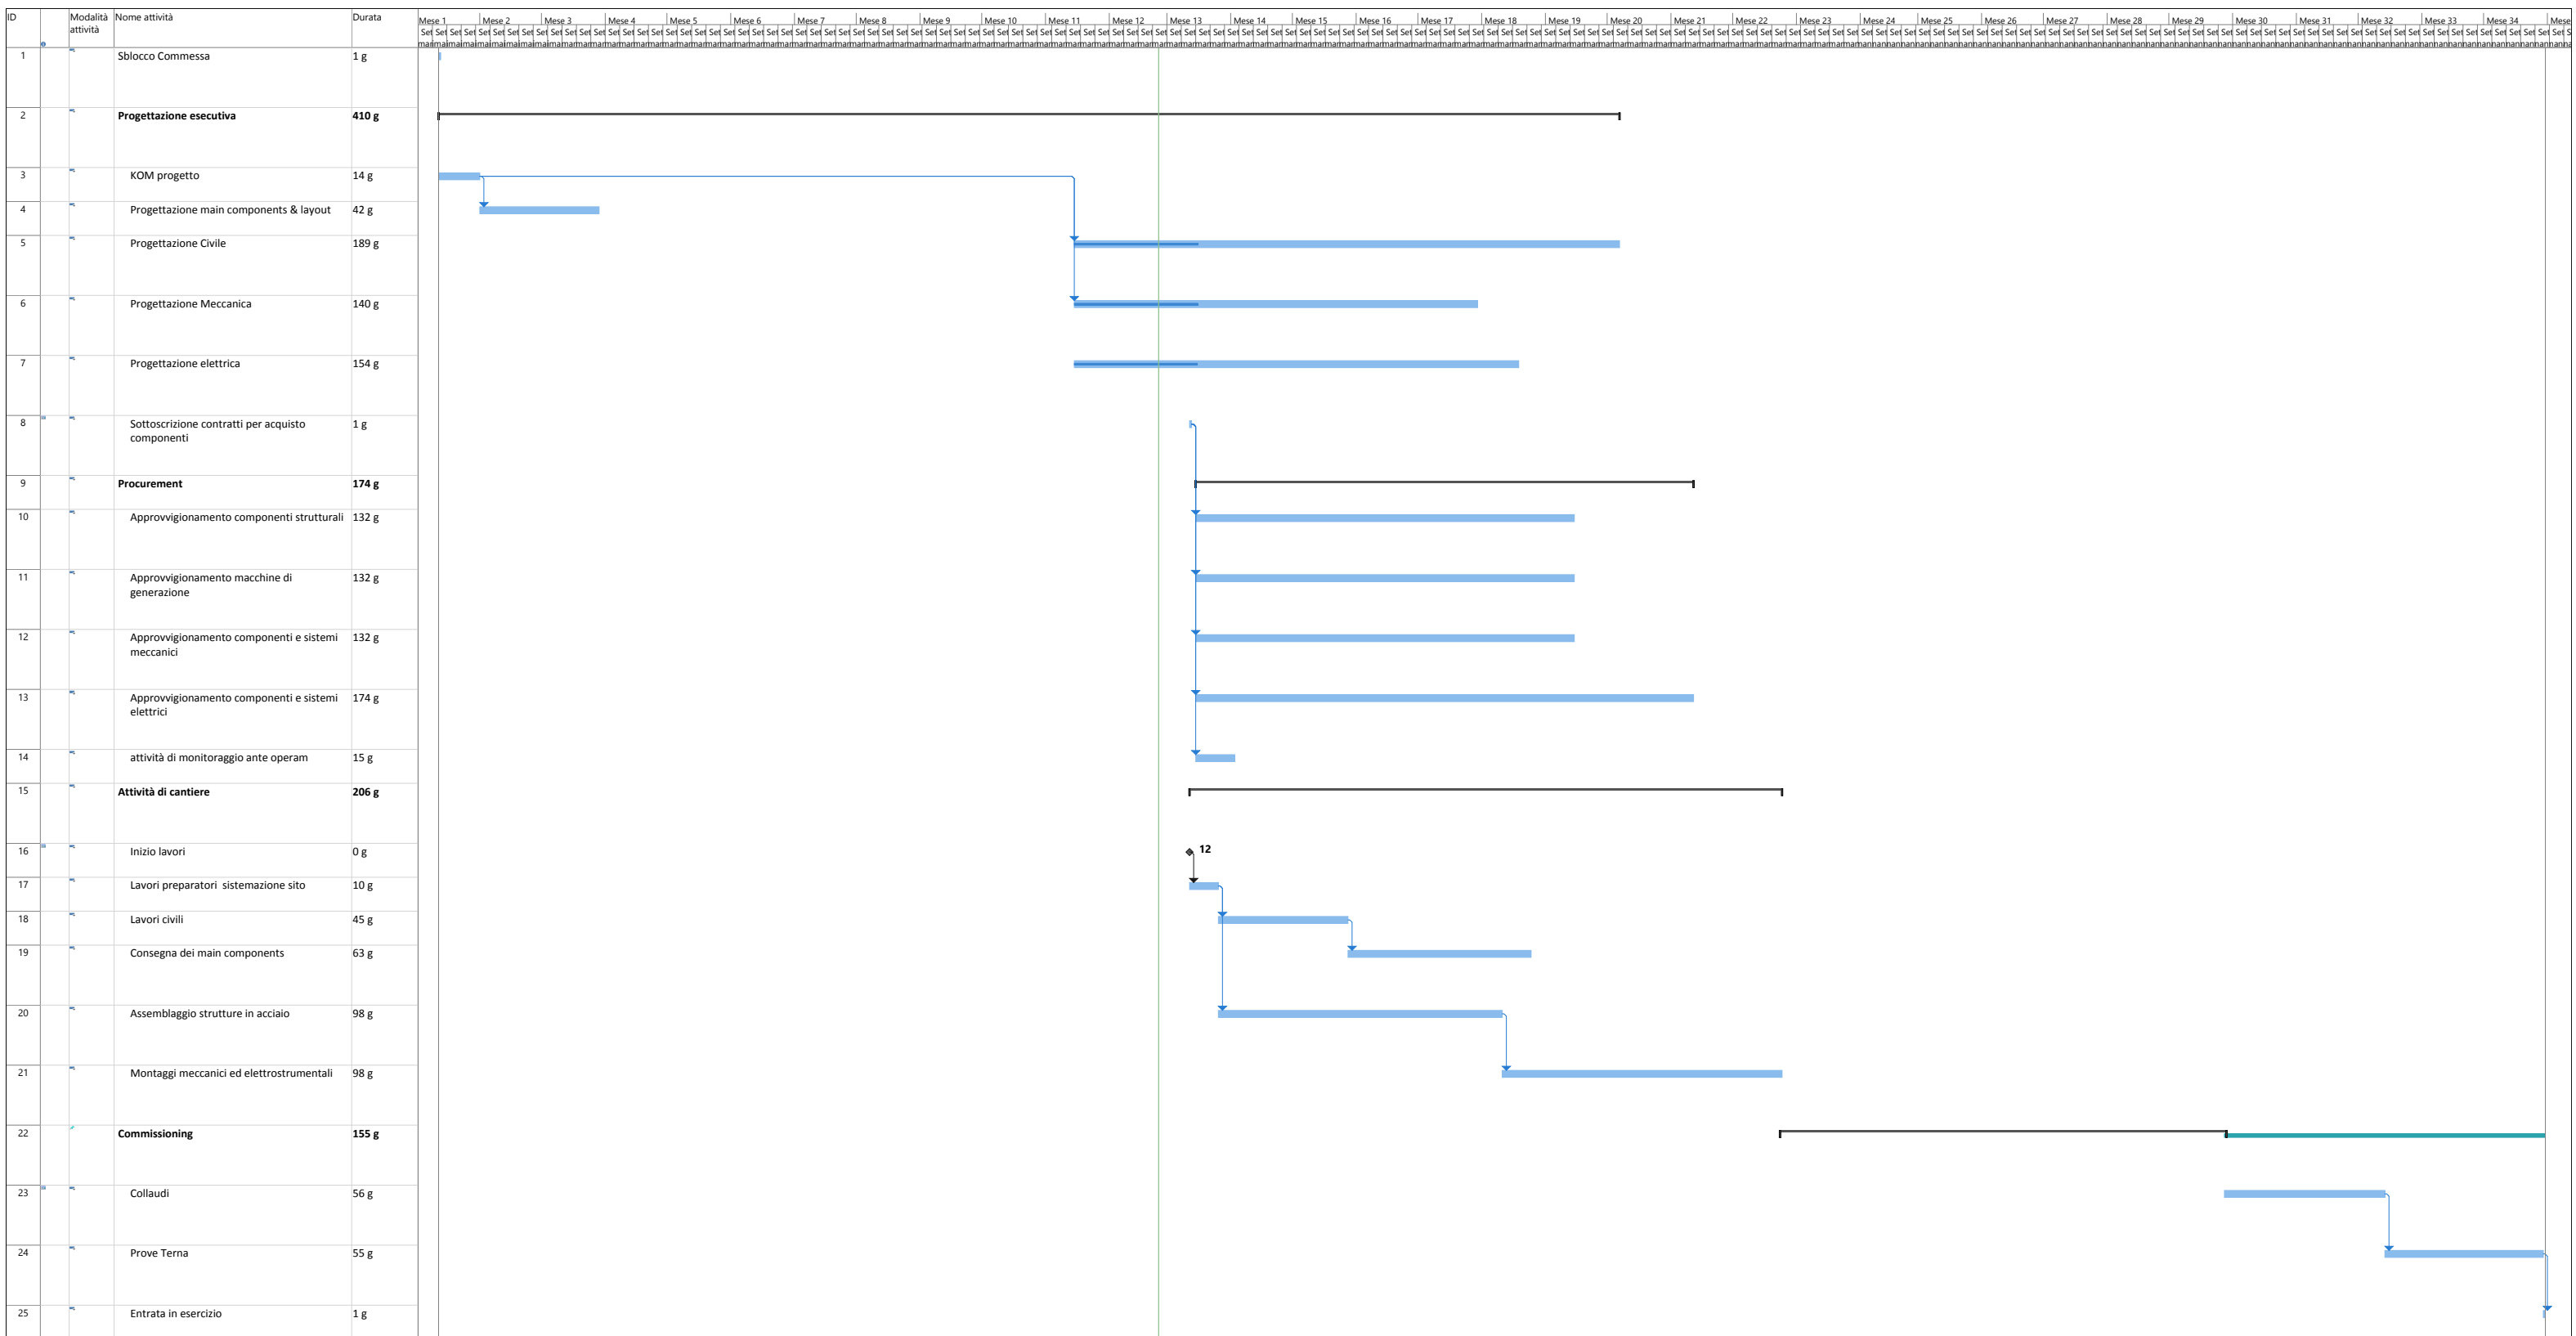 ID Modalità attività Nome attività Durata
Mese 1 Mese 2 Mese 3 Mese 4 Mese 5 Mese 6 Mese 7 Mese 8 Mese 9 Mese 10 Mese 11 Mese 12 Mese 13 Mese 14 Mese 15 Mese 16 Mese 17 Mese 18 Mese 19 Mese 20 Mese 21 Mese 22 Mese 23 Mese 24 Mese 25 Mese 26 Mese 27 Mese 28 Mese 29 Mese 30 Mese 31 Mese 32 Mese 33 Mese 34 Mese
1 Sblocco Commessa 1 g
2 Progettazione esecutiva 410 g
3 KOM progetto 14 g
4 Progettazione main components & layout 42 g
5 Progettazione Civile 189 g
6 Progettazione Meccanica 140 g
7 Progettazione elettrica 154 g
8 Sottoscrizione contratti per acquisto 1 g
componenti
9 Procurement 174 g
10 Approvvigionamento componenti strutturali 132 g
11 Approvvigionamento macchine di 132 g
generazione
12 Approvvigionamento componenti e sistemi 132 g
meccanici
13 Approvvigionamento componenti e sistemi 174 g
elettrici
14 attività di monitoraggio ante operam 15 g
15 Attività di cantiere 206 g
16 Inizio lavori 0 g 12
17 Lavori preparatori sistemazione sito 10 g
18 Lavori civili 45 g
19 Consegna dei main components 63 g
20 Assemblaggio strutture in acciaio 98 g
21 Montaggi meccanici ed elettrostrumentali 98 g
22 Commissioning 155 g
23 Collaudi 56 g
24 Prove Terna 55 g
25 Entrata in esercizio 1 g